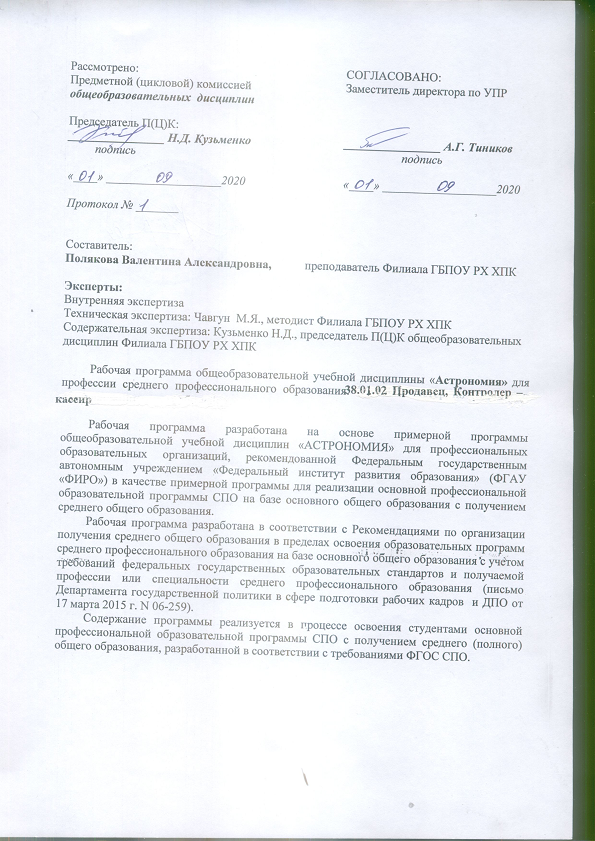 Рассмотрено:
Предметной (цикловой) комиссией
общеобразовательных дисциплин
Председатель П(Ц)К:
Н.Д. Кузьменко
подпись
«01» 09 2020
Протокол № 1
СОГЛАСОВАНО:
Заместитель директора по УПР
А.Г. Тиников
подпись
«01» 09 2020
Составитель:
Полякова Валентина Александровна, преподаватель Филиала ГБПОУ РХ ХПК
Эксперты:
Внутренняя экспертиза
Техническая экспертиза: Чавгун М.Я., методист Филиала ГБПОУ РХ ХПК
Содержательная экспертиза: Кузьменко Н.Д., председатель П(Ц)К общеобразовательных
дисциплин Филиала ГБПОУ РХ ХПК
Рабочая программа общеобразовательной учебной дисциплины «Астрономия» для
профессии среднего профессионального образования 38.01.02 Продавец, Контролер –
кассир
Рабочая программа разработана на основе примерной программы
общеобразовательной учебной дисциплин «АСТРОНОМИЯ» для профессиональных
образовательных организаций, рекомендованной Федеральным государственным
автономным учреждением «Федеральный институт развития образования» (ФГАУ
«ФИРО») в качестве примерной программы для реализации основной профессиональной
образовательной программы СПО на базе основного общего образования с получением
среднего общего образования.
Рабочая программа разработана в соответствии с Рекомендациями по организации
получения среднего общего образования в пределах освоения образовательных программ
среднего профессионального образования на базе основного общего образования с учетом
требований федеральных государственных образовательных стандартов и получаемой
профессии или специальности среднего профессионального образования (письмо
Департамента государственной политики в сфере подготовки рабочих кадров и ДПО от
17 марта 2015 г. N 06-259).
Содержание программы реализуется в процессе освоения студентами основной
профессиональной образовательной программы СПО с получением среднего (полного)
общего образования, разработанной в соответствии с требованиями ФГОС СПО.